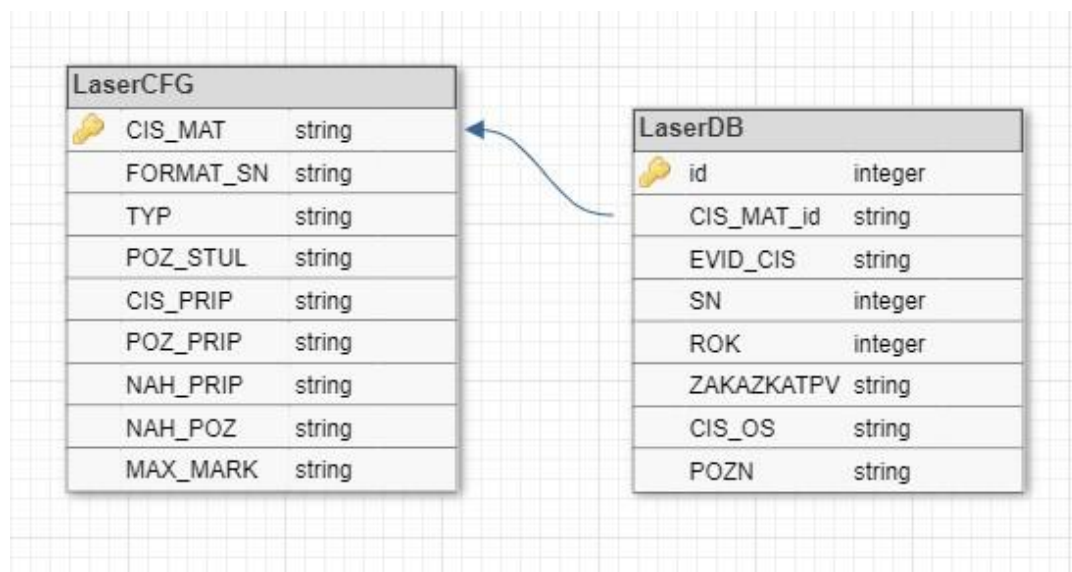 LaserCFG
CIS_MAT string
FORMAT_SN string
TYP string
POZ_STUL string
CIS_PRIP string
POZ_PRIP string
NAH_PRIP string
NAH_POZ string
MAX_MARK string
LaserDB
id integer
CIS_MAT_id string
EVID_CIS string
SN integer
ROK integer
ZAKAZKATPV string
CIS_OS string
POZN string